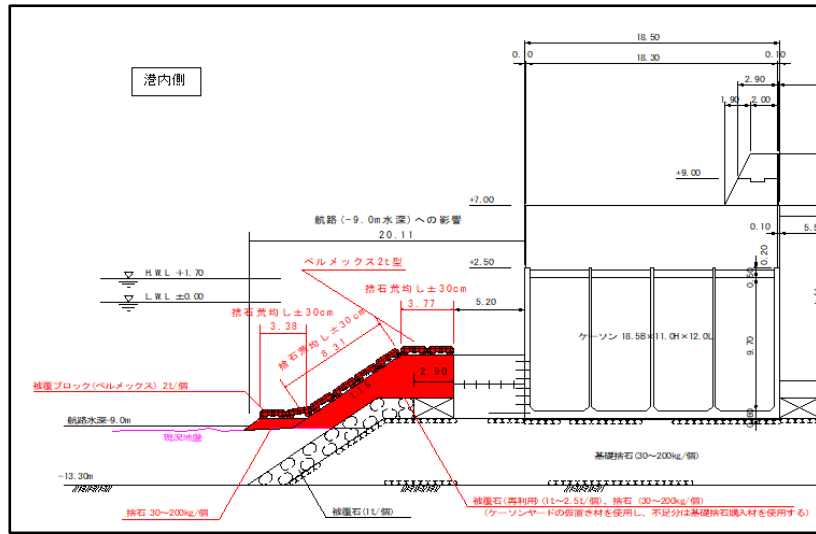 18.50
0.10
18.30
0.10
港内側
2.90
1.90
2.00
+9.00
+7.00
航路(-9.0m水深)への影響
20.11
0.10
5.5
ベルメックス2t型
+2.50
0.20
H.W.L +1.70
捨石荒均し±30cm
0.50
L.W.L ±0.00
捨石荒均し±30cm
3.77
5.20
3.38
捨石荒均し±30cm
8.31
ケーソン 18.5B×11.0H×12.0L
9.70
2.90
被覆ブロック(ベルメックス) 2t/個
航路水深-9.0m
現況地盤
基礎捨石(30～200kg/個)
-13.30m
捨石 30～200kg/個
被覆石(1t/個)
被覆石(再利用)(1t～2.5t/個)、捨石 (30～200kg/個)
(ケーソンヤードの仮置き材を使用し、不足分は基礎捨石購入材を使用する)